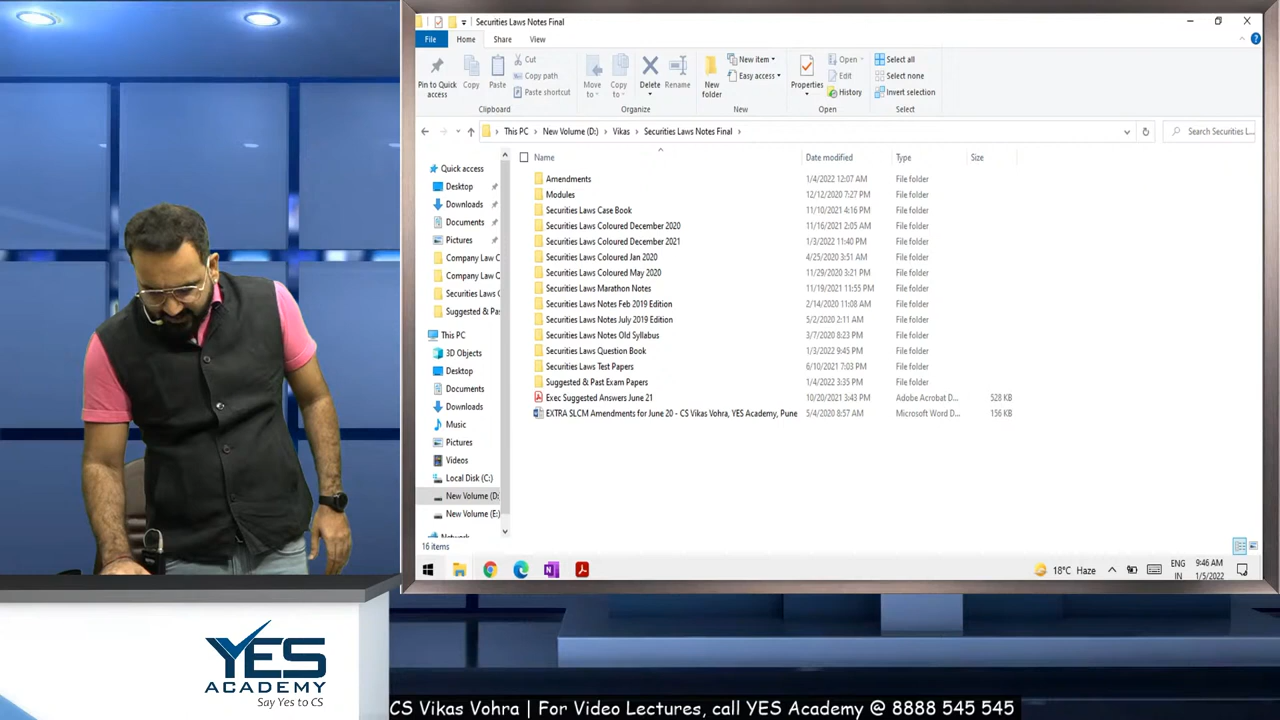 Securities Laws Notes Final
File Home Share View
Pin to Quick access
Copy
Paste
Cut
Copy path
Paste shortcut
Clipboard
Move to
Copy to
Delete
Rename
Organize
New folder
New item
Easy access
New
Properties
Open
Edit
History
Open
Select all
Select none
Invert selection
Select
This PC > New Volume (D:) > Vikas > Securities Laws Notes Final >
Search Securities L...
Quick access
Desktop
Downloads
Documents
Pictures
Company Law C
Company Law C
Securities Laws
Suggested & Pas
This PC
3D Objects
Desktop
Documents
Downloads
Music
Pictures
Videos
Local Disk (C:)
New Volume (D:
New Volume (E:)
Network
Name Date modified Type Size
Amendments 1/4/2022 12:07 AM File folder
Modules 12/12/2020 7:27 PM File folder
Securities Laws Case Book 11/10/2021 4:16 PM File folder
Securities Laws Coloured December 2020 11/16/2021 2:05 AM File folder
Securities Laws Coloured December 2021 1/3/2022 11:40 PM File folder
Securities Laws Coloured Jan 2020 4/25/2020 3:51 AM File folder
Securities Laws Coloured May 2020 11/29/2020 3:21 PM File folder
Securities Laws Marathon Notes 11/19/2021 11:55 PM File folder
Securities Laws Notes Feb 2019 Edition 2/14/2020 11:08 AM File folder
Securities Laws Notes July 2019 Edition 5/2/2020 2:11 AM File folder
Securities Laws Notes Old Syllabus 3/7/2020 8:23 PM File folder
Securities Laws Question Book 1/3/2022 9:45 PM File folder
Securities Laws Test Papers 6/10/2021 7:03 PM File folder
Suggested & Past Exam Papers 1/4/2022 3:35 PM File folder
Exec Suggested Answers June 21 10/20/2021 3:43 PM Adobe Acrobat D... 528 KB
EXTRA SLCM Amendments for June 20 - CS Vikas Vohra, YES Academy, Pune 5/4/2020 8:57 AM Microsoft Word D... 156 KB
16 items
18°C Haze
ENG
IN
9:46 AM
1/5/2022
YES
ACADEMY
Say Yes to CS
CS Vikas Vohra | For Video Lectures, call YES Academy @ 8888 545 545